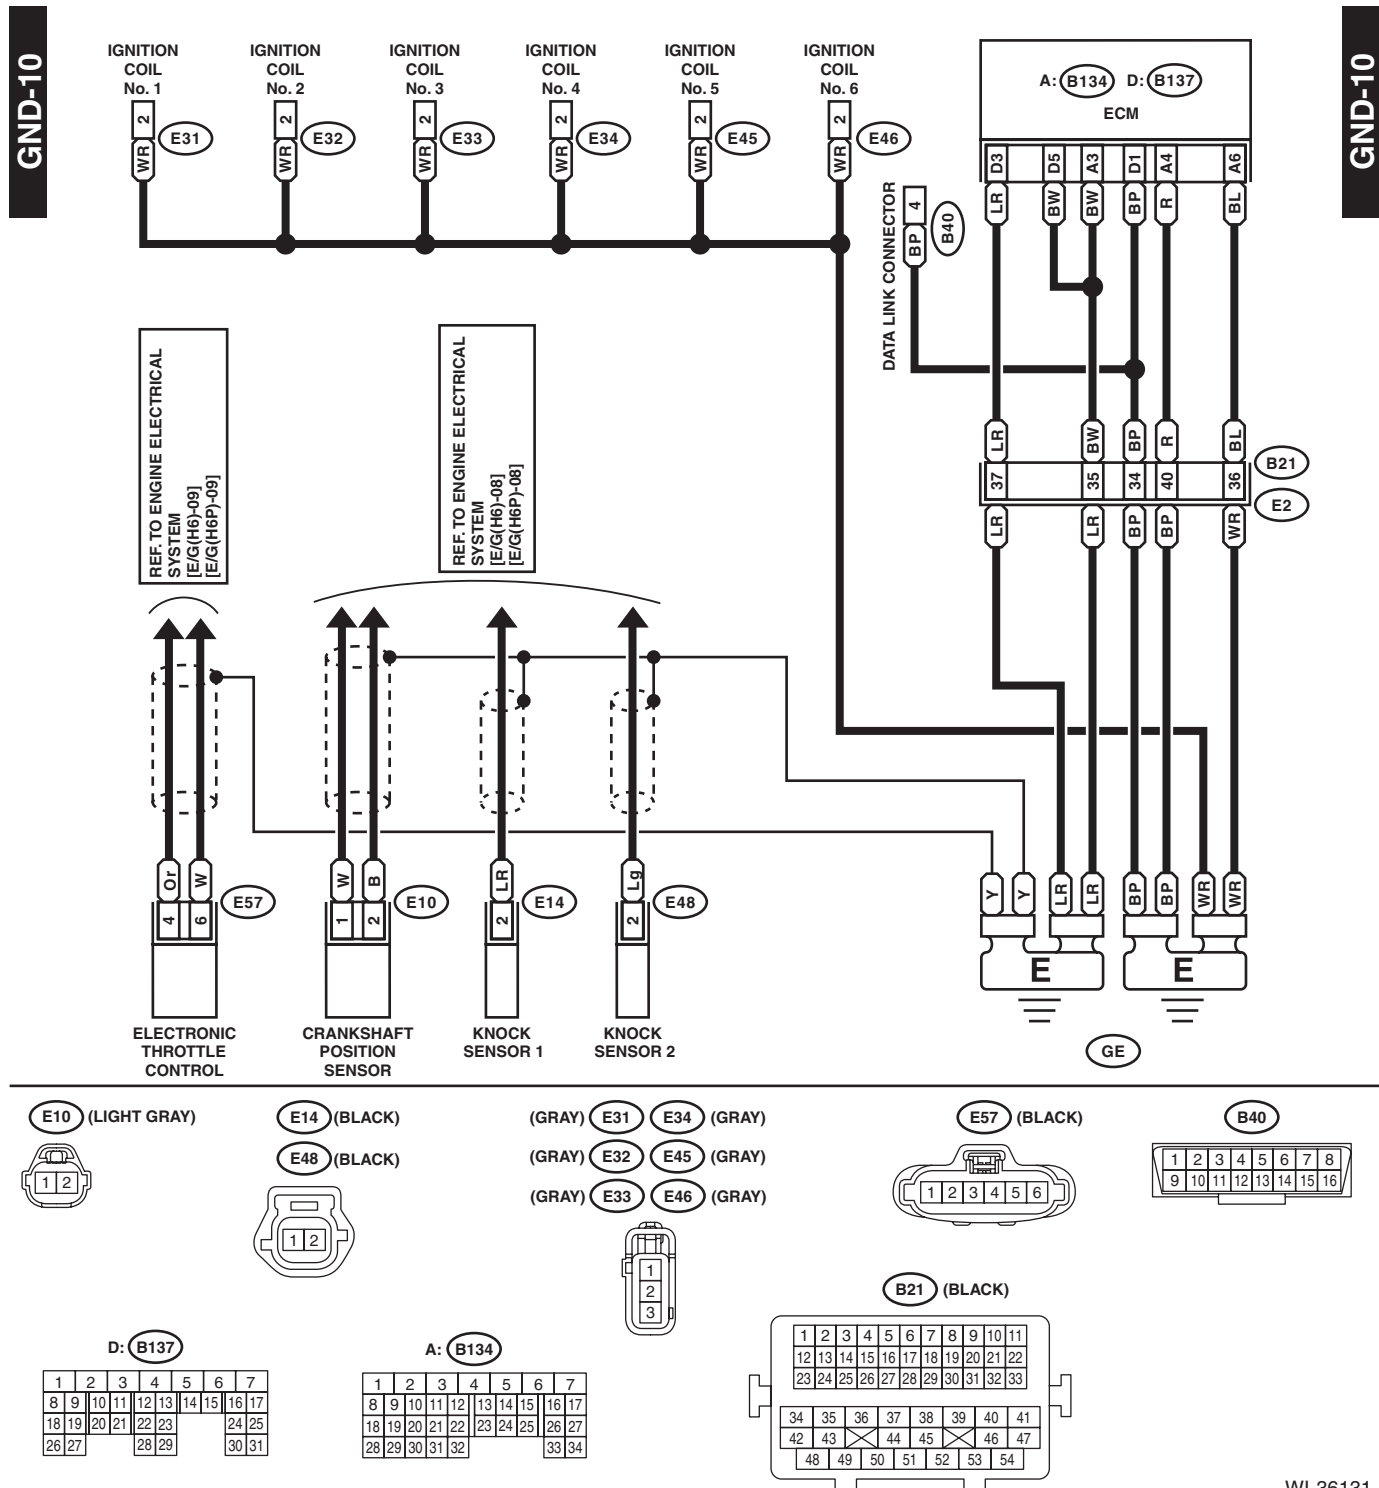 GND-10
GND-10
IGNITION
COIL
No. 1
IGNITION
COIL
No. 2
IGNITION
COIL
No. 3
IGNITION
COIL
No. 4
IGNITION
COIL
No. 5
IGNITION
COIL
No. 6
A: B134 D: B137
ECM
2 2 2 2 2 2
E31 E32 E33 E34 E45 E46
WR WR WR WR WR WR
D3 D5 A3 D1 A4 A6
LR BW BW BP R BL
DATA LINK CONNECTOR
4
BP
B40
REF. TO ENGINE ELECTRICAL
SYSTEM
[E/G(H6)-09]
[E/G(H6P)-09]
REF. TO ENGINE ELECTRICAL
SYSTEM
[E/G(H6)-08]
[E/G(H6P)-08]
LR BW BP R BL
37 35 34 40 36
B21
E2
LR LR BP BP WR
Or W W B LR Lg
4 6 1 2 2 2
E57 E10 E14 E48
Y Y LR LR BP BP WR WR
E E
GE
ELECTRONIC
THROTTLE
CONTROL
CRANKSHAFT
POSITION
SENSOR
KNOCK
SENSOR 1
KNOCK
SENSOR 2
E10 (LIGHT GRAY)
1 2
E14 (BLACK)
E48 (BLACK)
1 2
(GRAY) E31 E34 (GRAY)
(GRAY) E32 E45 (GRAY)
(GRAY) E33 E46 (GRAY)
1
2
3
E57 (BLACK)
1 2 3 4 5 6
B40
1 2 3 4 5 6 7 8
9 10 11 12 13 14 15 16
D: B137
1 2 3 4 5 6 7
8 9 10 11 12 13 14 15 16 17
18 19 20 21 22 23 24 25
26 27 28 29 30 31
A: B134
1 2 3 4 5 6 7
8 9 10 11 12 13 14 15 16 17
18 19 20 21 22 23 24 25 26 27
28 29 30 31 32 33 34
B21 (BLACK)
1 2 3 4 5 6 7 8 9 10 11
12 13 14 15 16 17 18 19 20 21 22
23 24 25 26 27 28 29 30 31 32 33
34 35 36 37 38 39 40 41
42 43 44 45 46 47
48 49 50 51 52 53 54
WI-36131